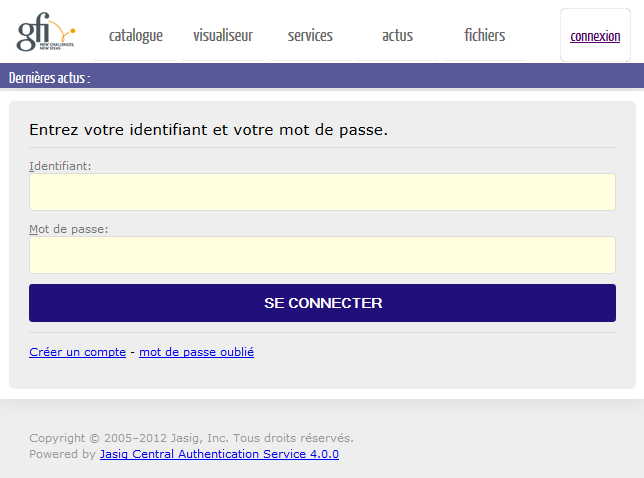 gfi
NEW CHALLENGES,
NEW IDEAS
catalogue visualiseur services actus fichiers connexion
Dernières actus :
Entrez votre identifiant et votre mot de passe.
Identifiant:
Mot de passe:
SE CONNECTER
Créer un compte - mot de passe oublié
Copyright © 2005–2012 Jasig, Inc. Tous droits réservés.
Powered by Jasig Central Authentication Service 4.0.0